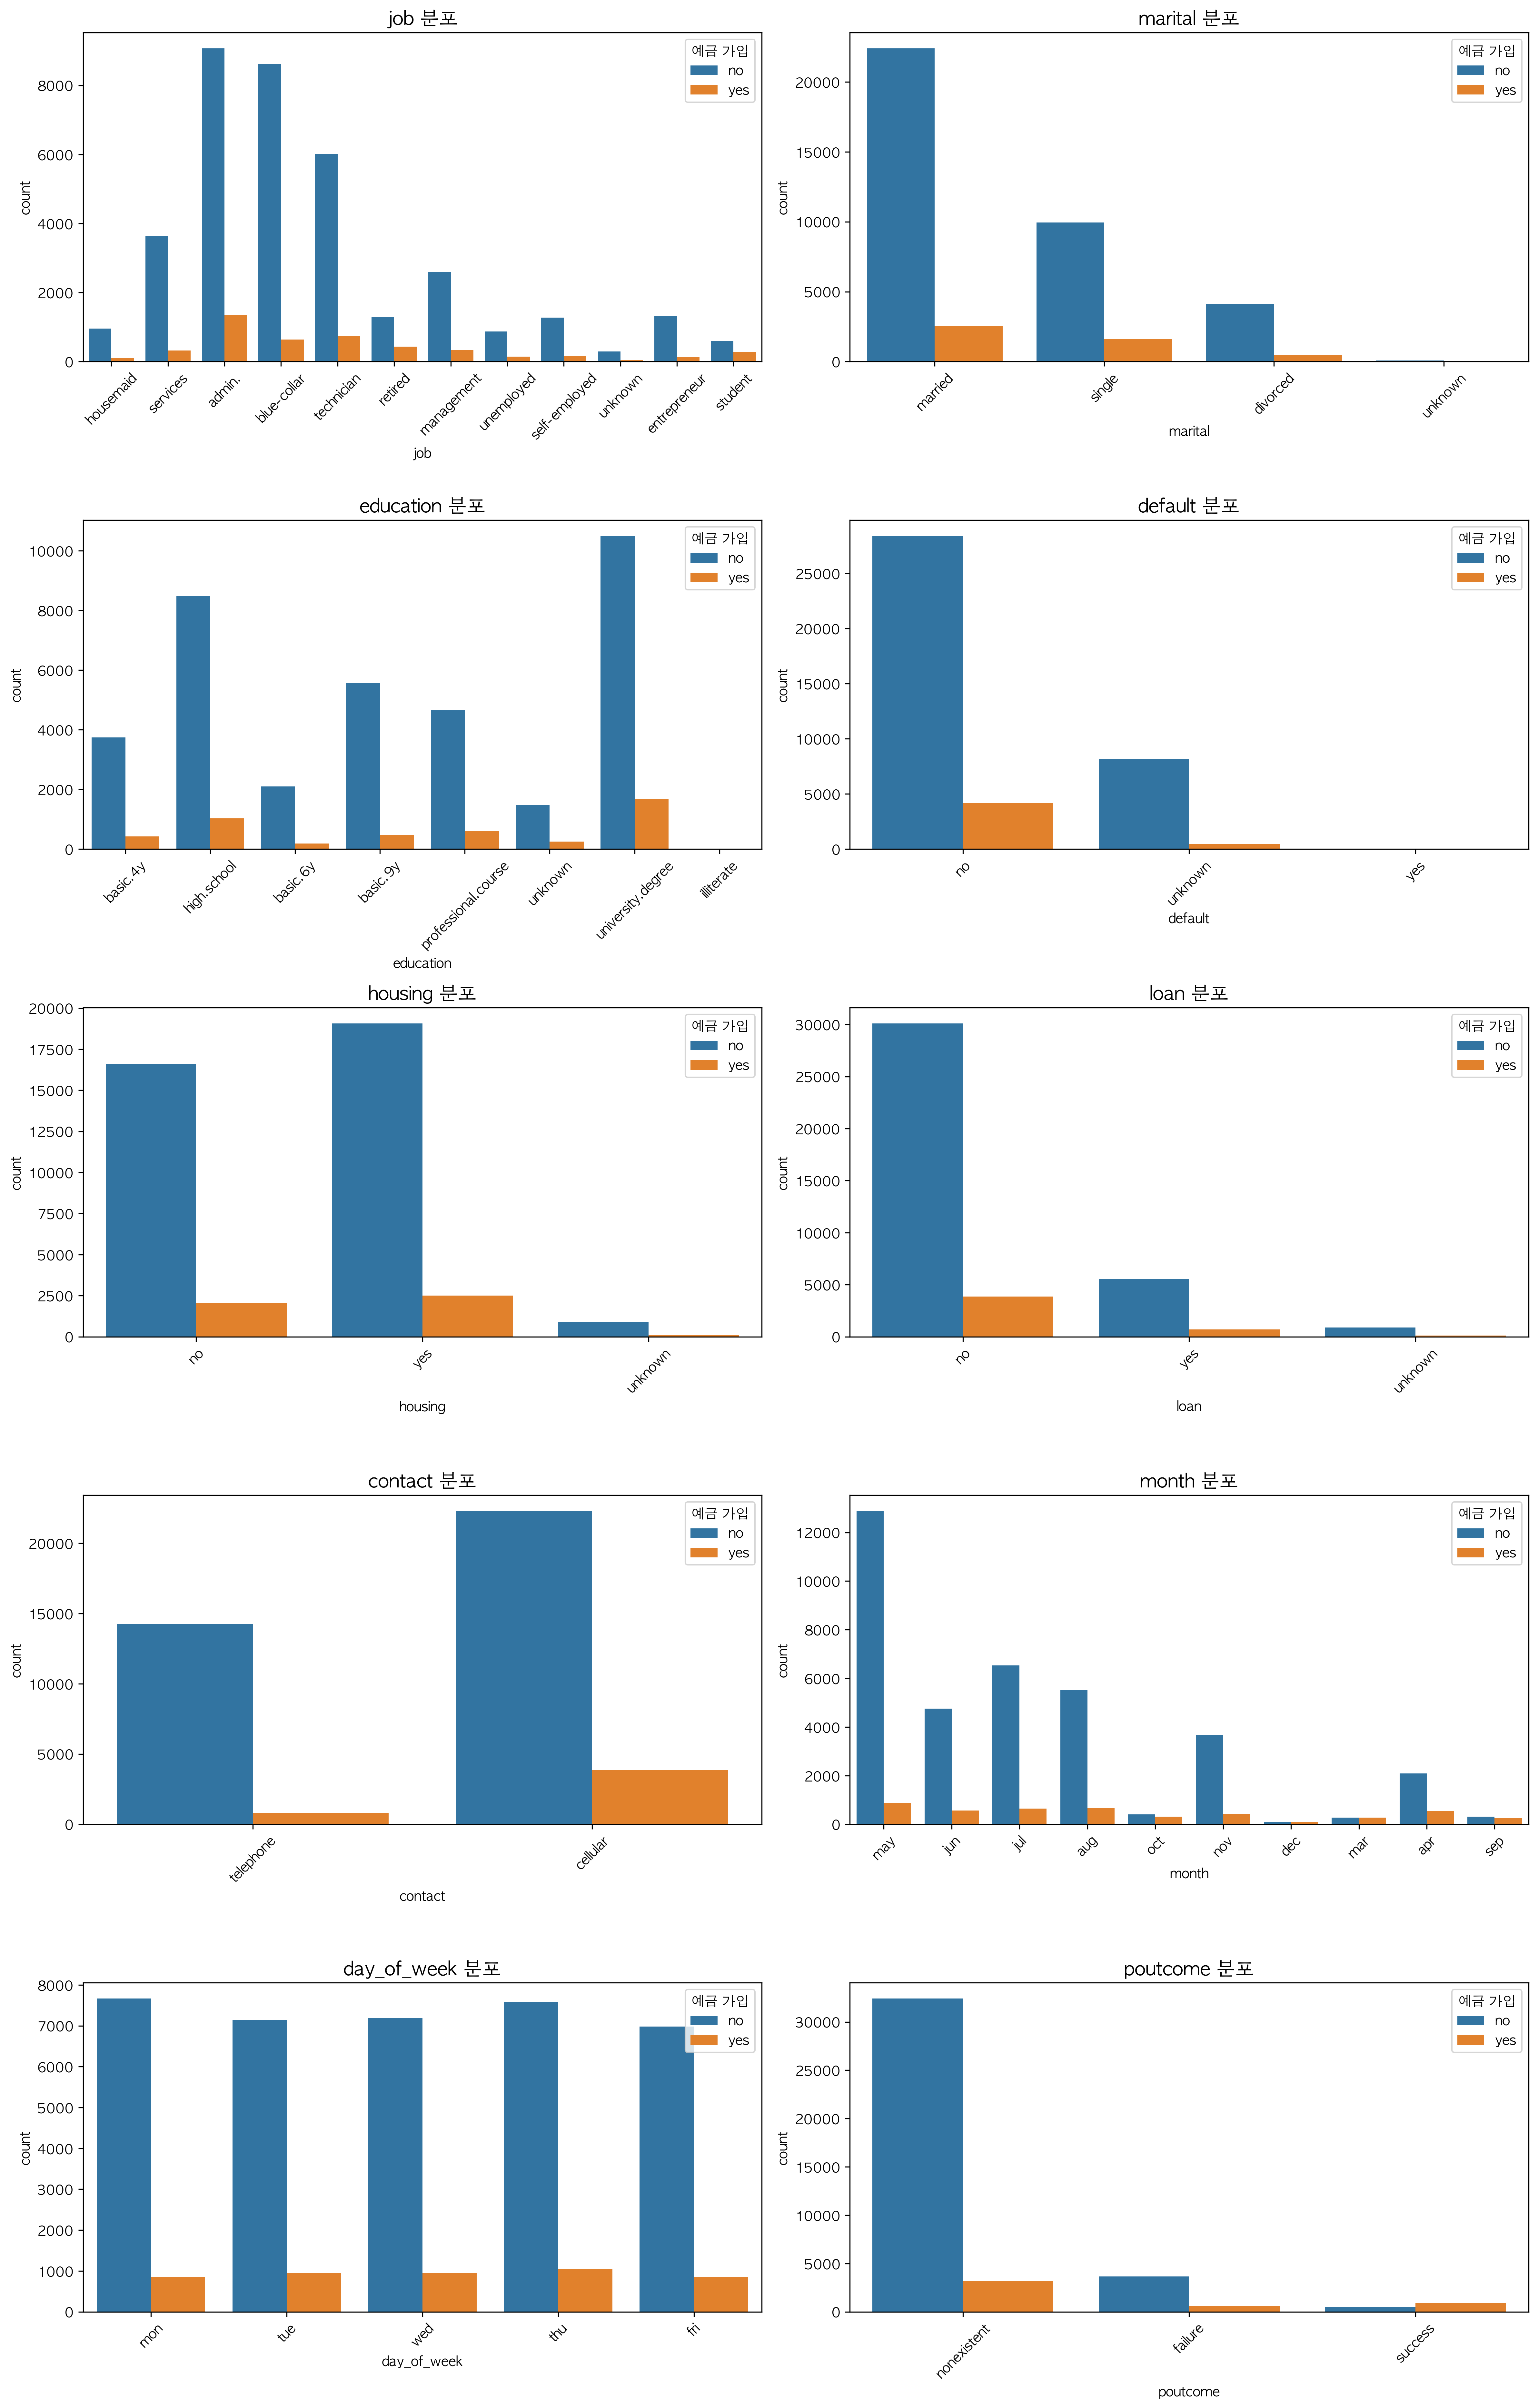 job 분포
예금 가입
no
yes
8000
6000
4000
2000
0
count
housemaid
services
admin.
blue-collar
technician
retired
management
unemployed
self-employed
unknown
entrepreneur
student
job
marital 분포
예금 가입
no
yes
20000
15000
10000
5000
0
count
married
single
divorced
unknown
marital
education 분포
예금 가입
no
yes
10000
8000
6000
4000
2000
0
count
basic.4y
high.school
basic.6y
basic.9y
professional.course
unknown
university.degree
illiterate
education
default 분포
예금 가입
no
yes
25000
20000
15000
10000
5000
0
count
no
unknown
yes
default
housing 분포
예금 가입
no
yes
20000
17500
15000
12500
10000
7500
5000
2500
0
count
no
yes
unknown
housing
loan 분포
예금 가입
no
yes
30000
25000
20000
15000
10000
5000
0
count
no
yes
unknown
loan
contact 분포
예금 가입
no
yes
20000
15000
10000
5000
0
count
telephone
cellular
contact
month 분포
예금 가입
no
yes
12000
10000
8000
6000
4000
2000
0
count
may
jun
jul
aug
oct
nov
dec
mar
apr
sep
month
day_of_week 분포
예금 가입
no
yes
8000
7000
6000
5000
4000
3000
2000
1000
0
count
mon
tue
wed
thu
fri
day_of_week
poutcome 분포
예금 가입
no
yes
30000
25000
20000
15000
10000
5000
0
count
nonexistent
failure
success
poutcome